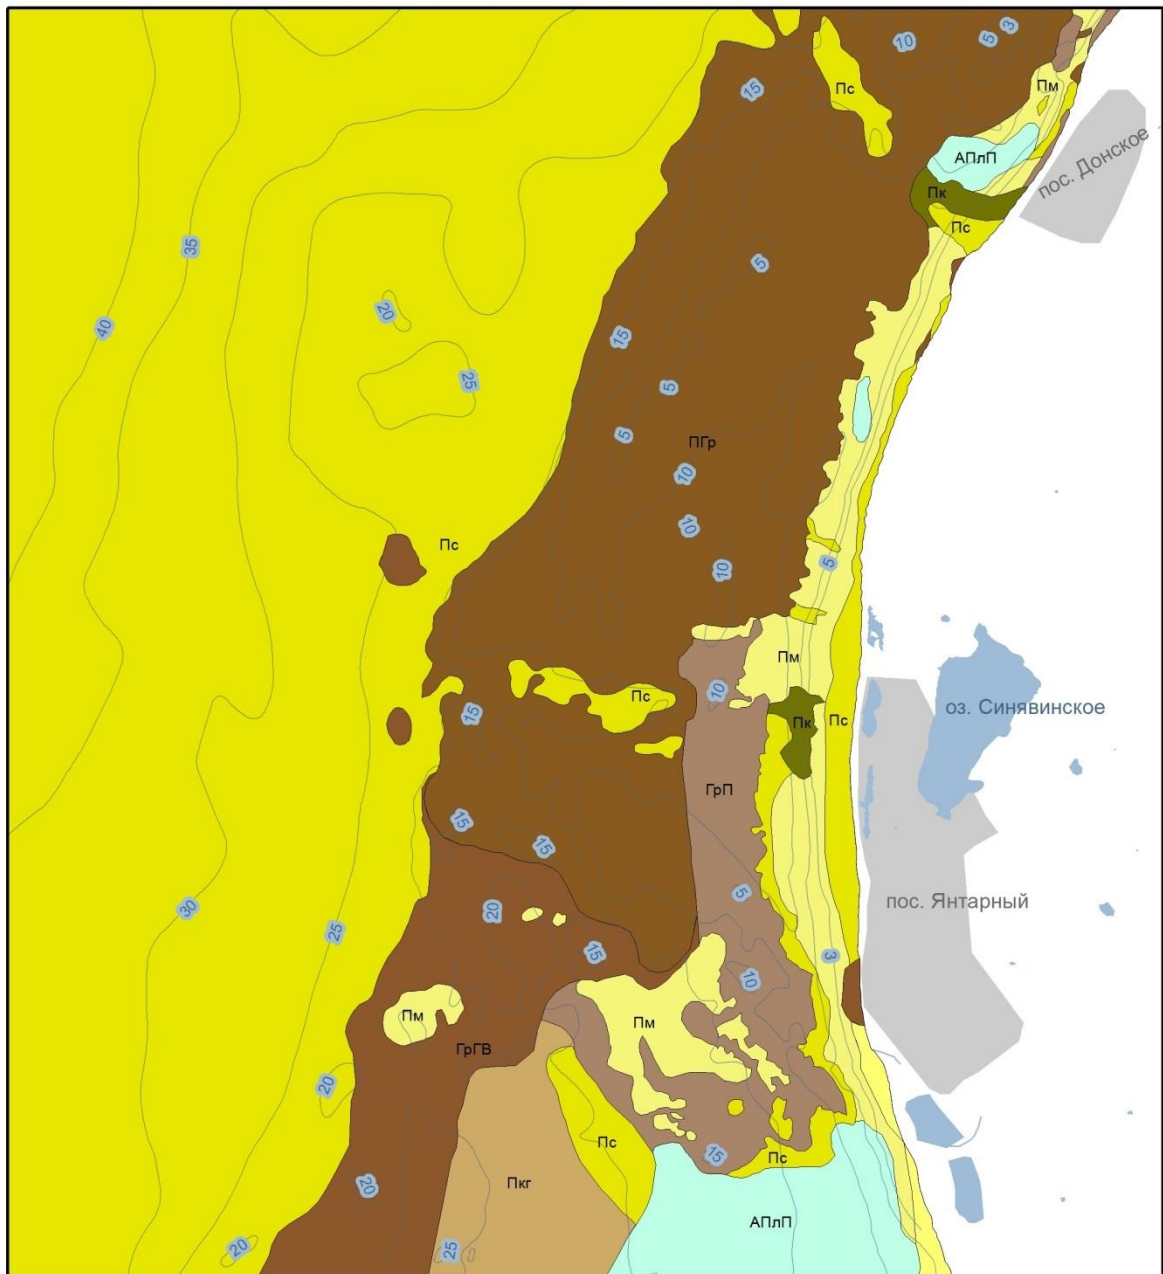 10
5
3
15
Пс
Пм
АПлП
пос. Донское
Пк
Пс
35
5
20
40
15
25
5
5
ПГр
10
10
Пс
10
5
Пм
10
Пс
15
Пк
Пс
оз. Синявинское
ГрП
15
15
5
пос. Янтарный
30
20
25
15
3
10
Пм
Пм
ГрГВ
20
Пс
15
Пс
20
Пкг
АПлП
20
25